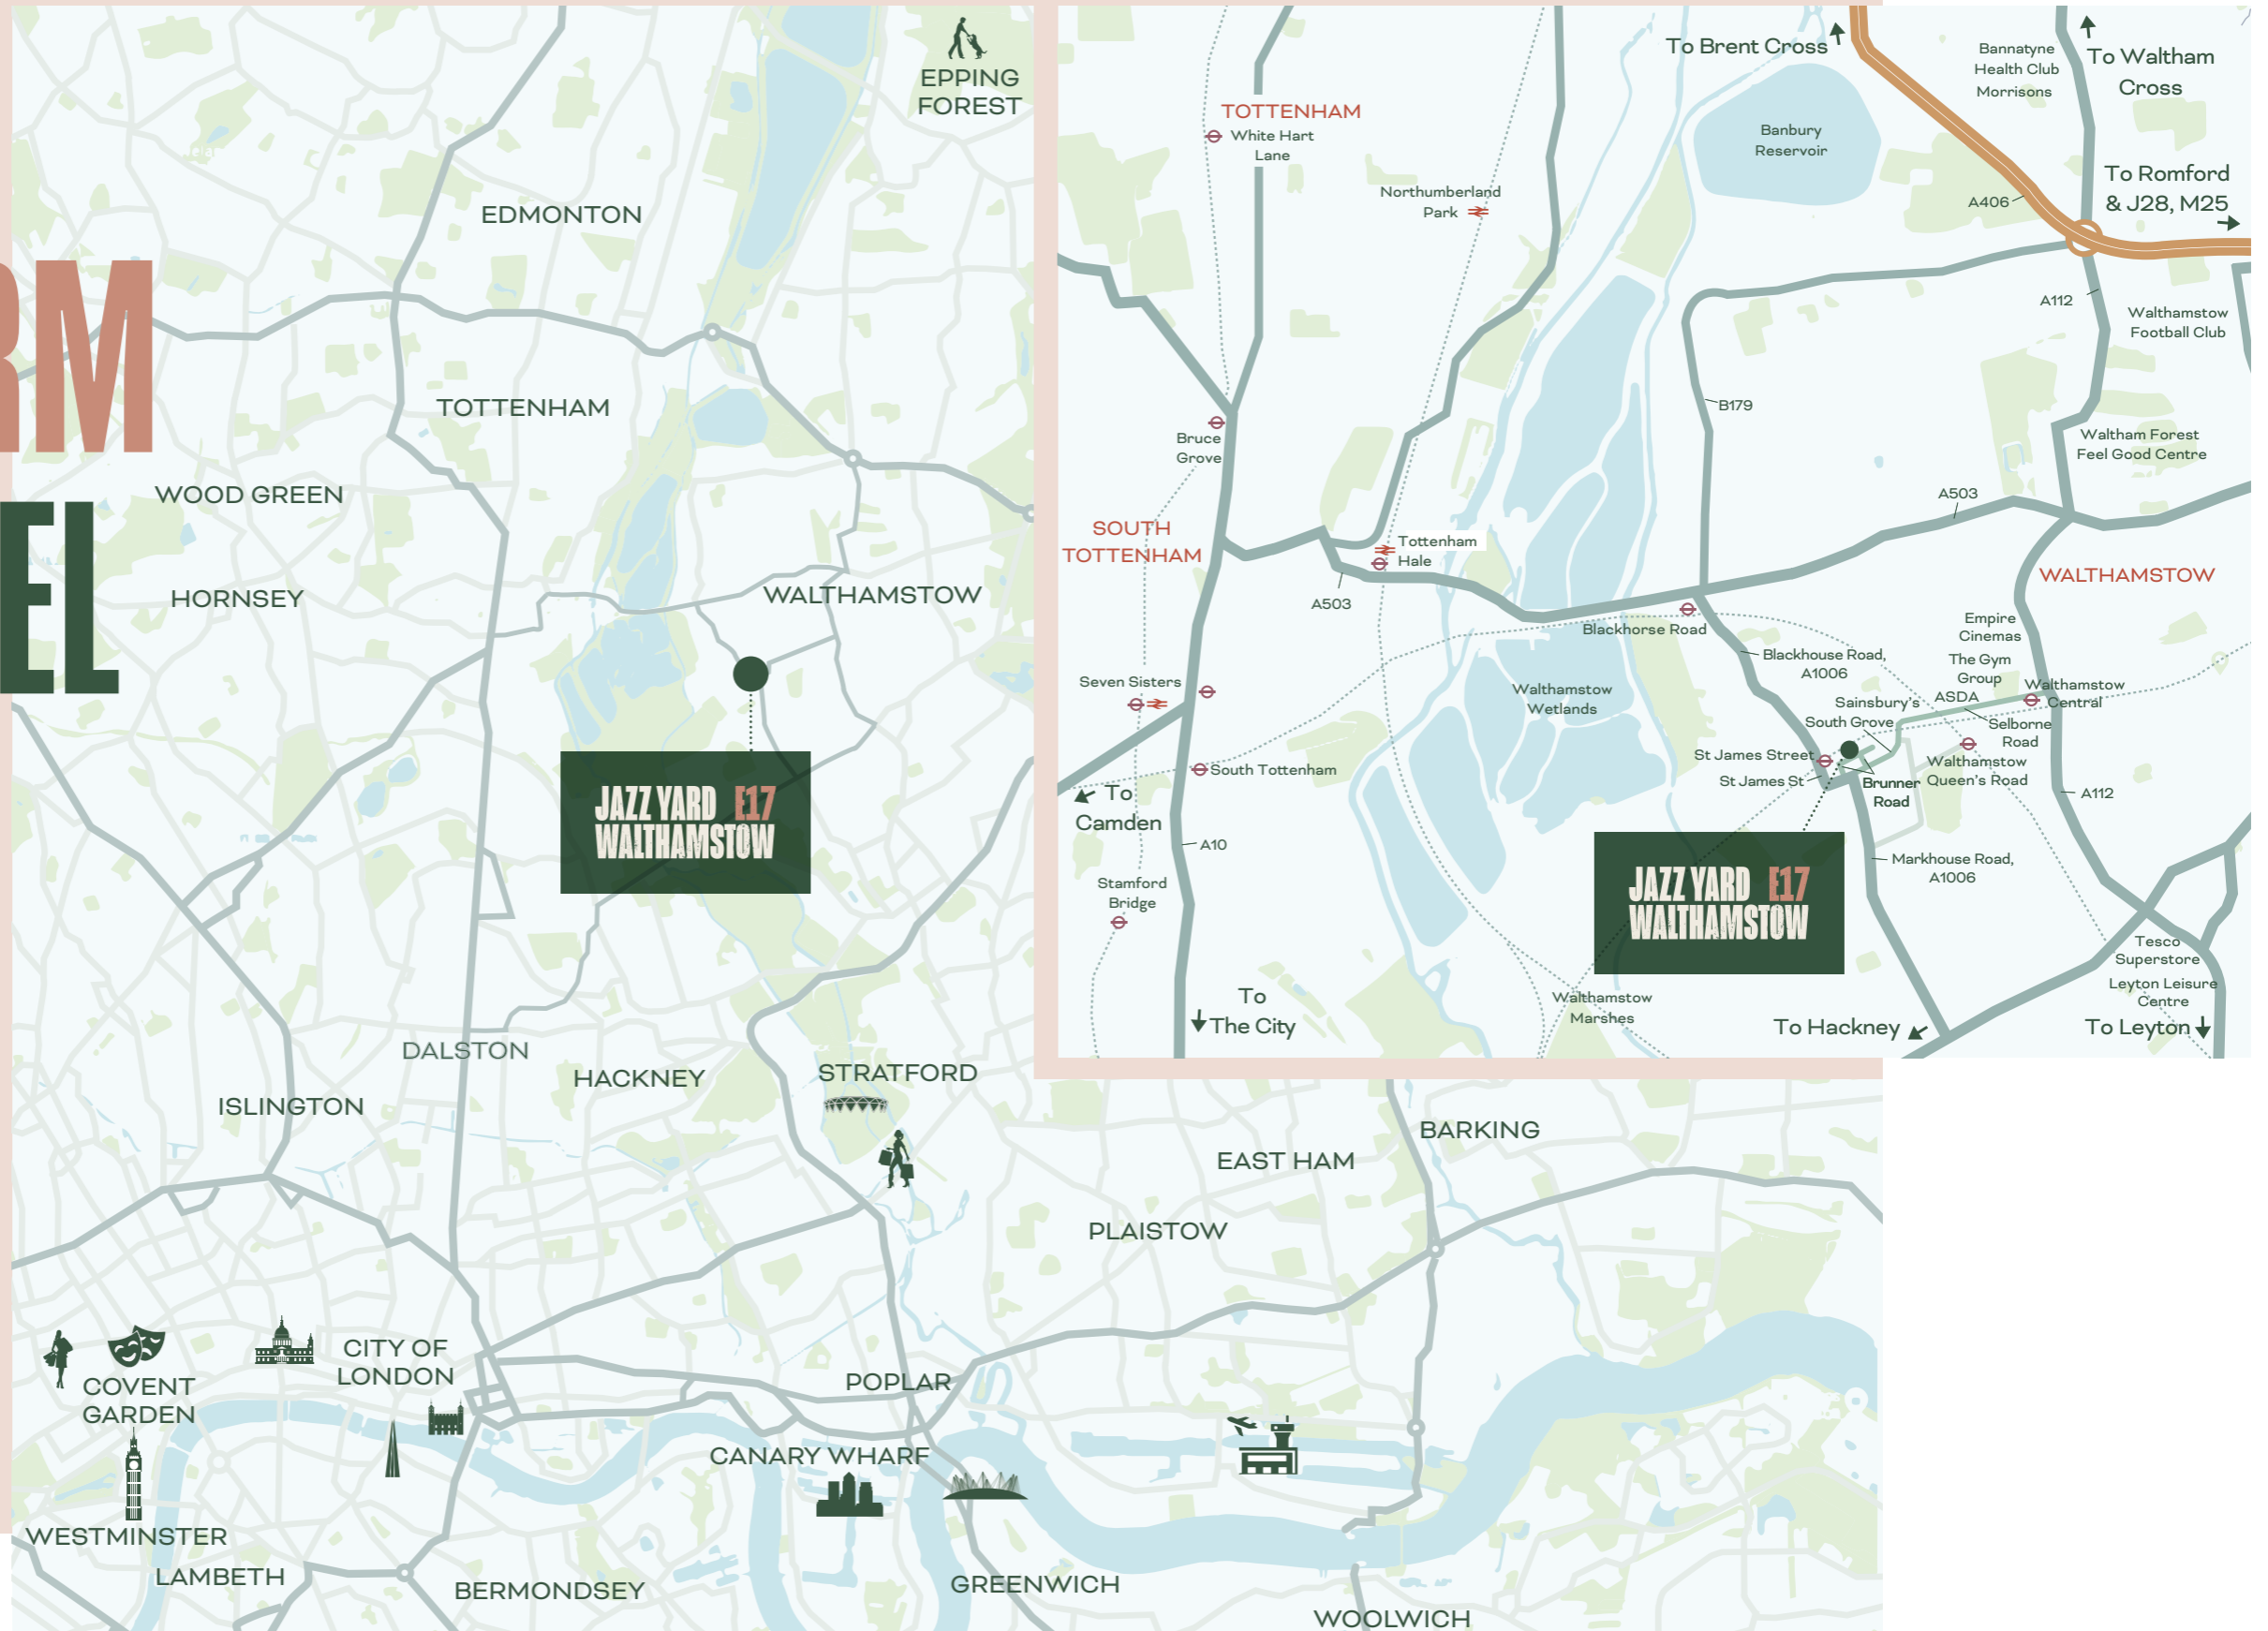 RM
EL
EPPING
FOREST
EDMONTON
TOTTENHAM
WOOD GREEN
HORNSEY
WALTHAMSTOW
JAZZ YARD E17
WALTHAMSTOW
DALSTON
HACKNEY
STRATFORD
ISLINGTON
BARKING
EAST HAM
PLAISTOW
CITY OF
LONDON
COVENT
GARDEN
POPLAR
CANARY WHARF
WESTMINSTER
LAMBETH
BERMONDSEY
GREENWICH
WOOLWICH
To Brent Cross
Bannatyne
Health Club
Morrisons
To Waltham
Cross
TOTTENHAM
White Hart
Lane
Banbury
Reservoir
Northumberland
Park
To Romford
& J28, M25
A406
A112
Walthamstow
Football Club
B179
Bruce
Grove
Waltham Forest
Feel Good Centre
A503
SOUTH
TOTTENHAM
Tottenham
Hale
A503
WALTHAMSTOW
Blackhorse Road
Empire
Cinemas
Blackhouse Road,
A1006
The Gym
Group
ASDA
Seven Sisters
Walthamstow
Wetlands
Sainsbury's
South Grove
Walthamstow
Central
Selborne
Road
St James Street
St James St
Brunner
Road
Walthamstow
Queen's Road
South Tottenham
To
Camden
A112
A10
Markhouse Road,
A1006
Stamford
Bridge
JAZZ YARD E17
WALTHAMSTOW
Tesco
Superstore
Leyton Leisure
Centre
To
The City
Walthamstow
Marshes
To Hackney
To Leyton